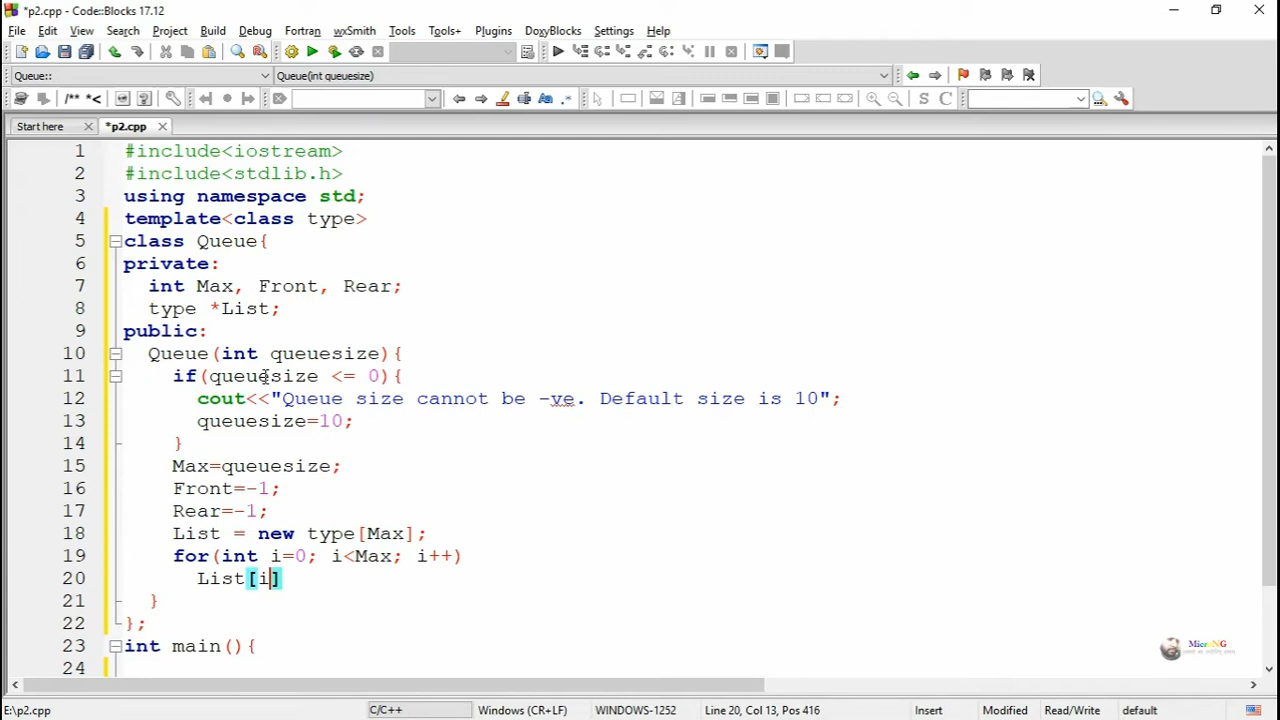 *p2.cpp - Code::Blocks 17.12
File Edit View Search Project Build Debug Fortran wxSmith Tools Tools+ Plugins DoxyBlocks Settings Help
Queue:: Queue(int queuesize)
/** *< Aa .* S C
Start here *p2.cpp
1 #include<iostream>
2 #include<stdlib.h>
3 using namespace std;
4 template<class type>
5 class Queue{
6 private:
7 int Max, Front, Rear;
8 type *List;
9 public:
10 Queue(int queuesize){
11 if(queuesize <= 0){
12 cout<<"Queue size cannot be -ve. Default size is 10";
13 queuesize=10;
14 }
15 Max=queuesize;
16 Front=-1;
17 Rear=-1;
18 List = new type[Max];
19 for(int i=0; i<Max; i++)
20 List[i]
21 }
22 };
23 int main(){
24
MicroNG
E:\p2.cpp C/C++ Windows (CR+LF) WINDOWS-1252 Line 20, Col 13, Pos 416 Insert Modified Read/Write default